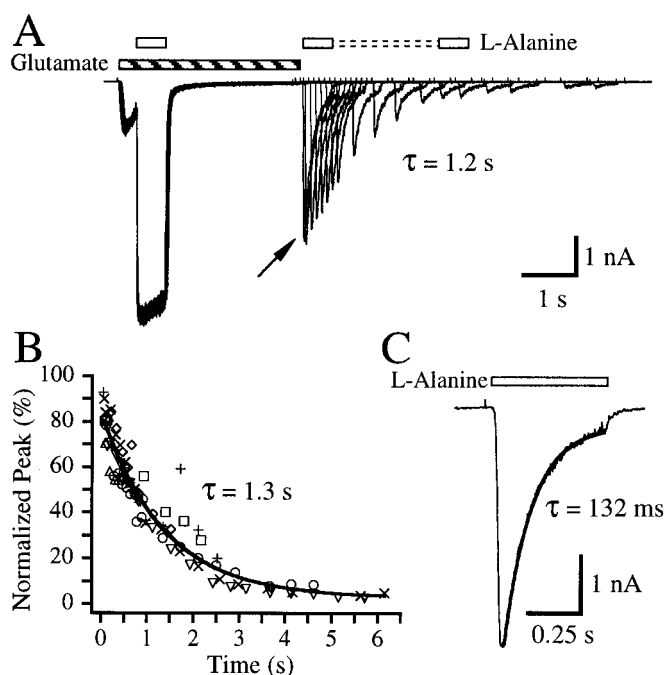 A
L-Alanine
Glutamate
τ = 1.2 s
1 nA
1 s
B
Normalized Peak (%)
100
80
60
40
20
0
τ = 1.3 s
0 1 2 3 4 5 6
Time (s)
C
L-Alanine
τ = 132 ms
1 nA
0.25 s